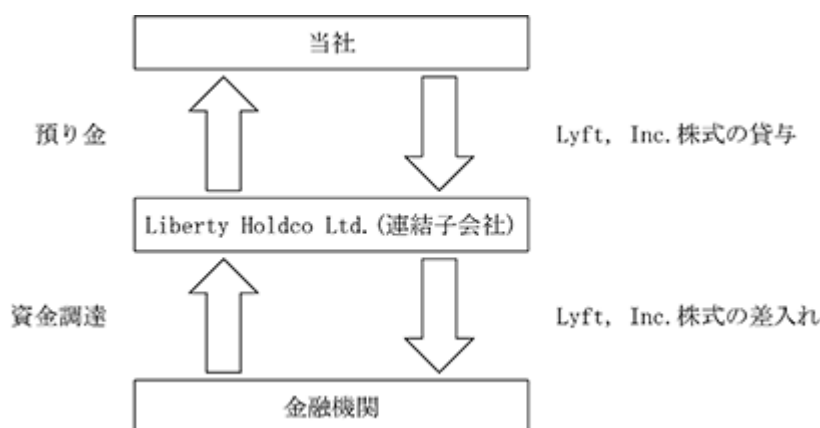 当社
預り金
Lyft, Inc.株式の貸与
Liberty Holdco Ltd.(連結子会社)
資金調達
Lyft, Inc.株式の差入れ
金融機関